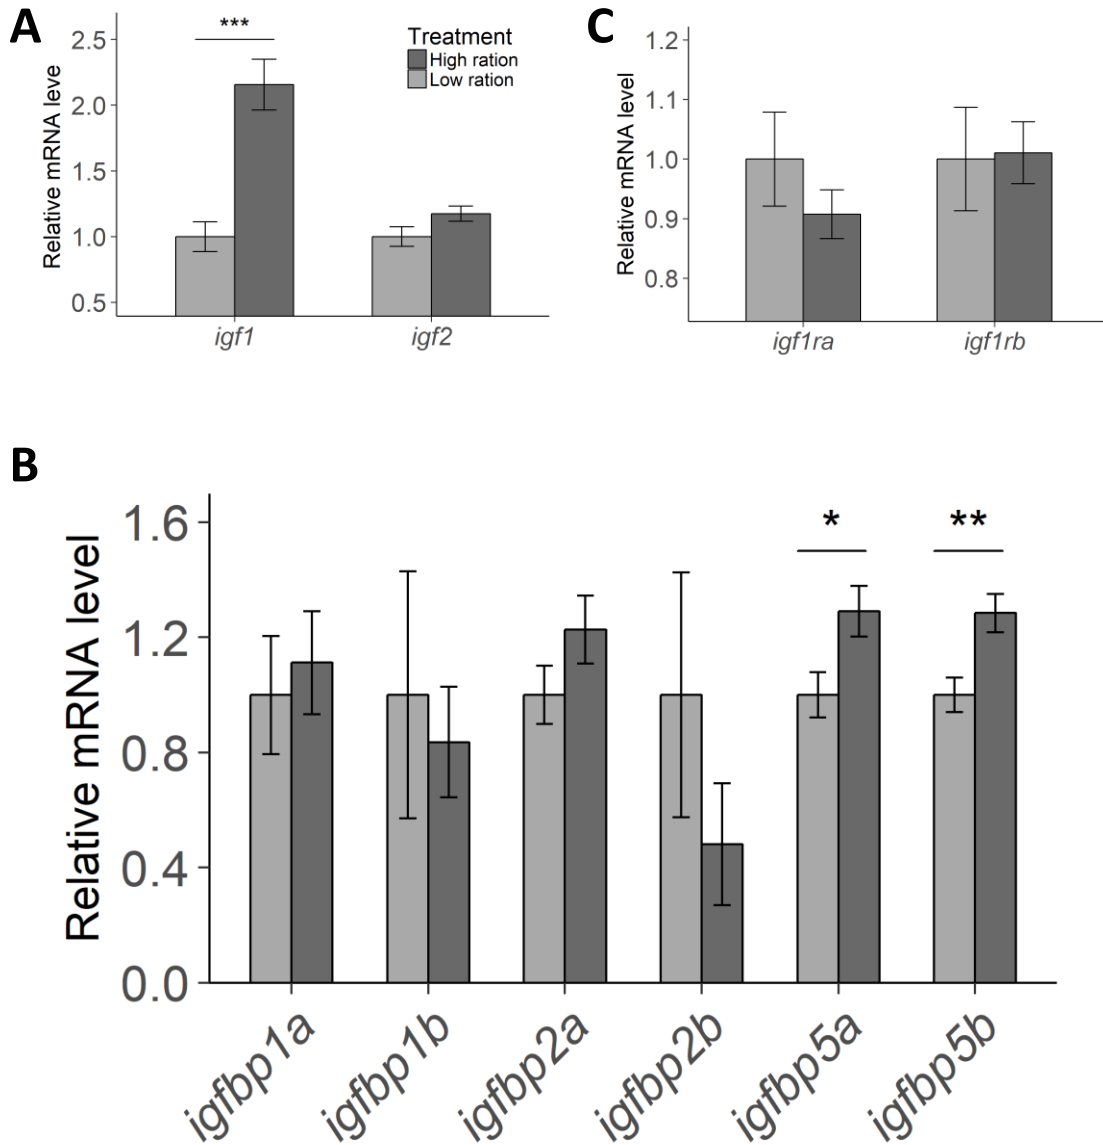 A
Relative mRNA leve
2.5
2.0
1.5
1.0
0.5
***
Treatment
High ration
Low ration
igf1 igf2
C
Relative mRNA level
1.2
1.1
1.0
0.9
0.8
igf1ra igf1rb
B
Relative mRNA level
1.6
1.2
0.8
0.4
0.0
* **
igfbp1a igfbp1b igfbp2a igfbp2b igfbp5a igfbp5b